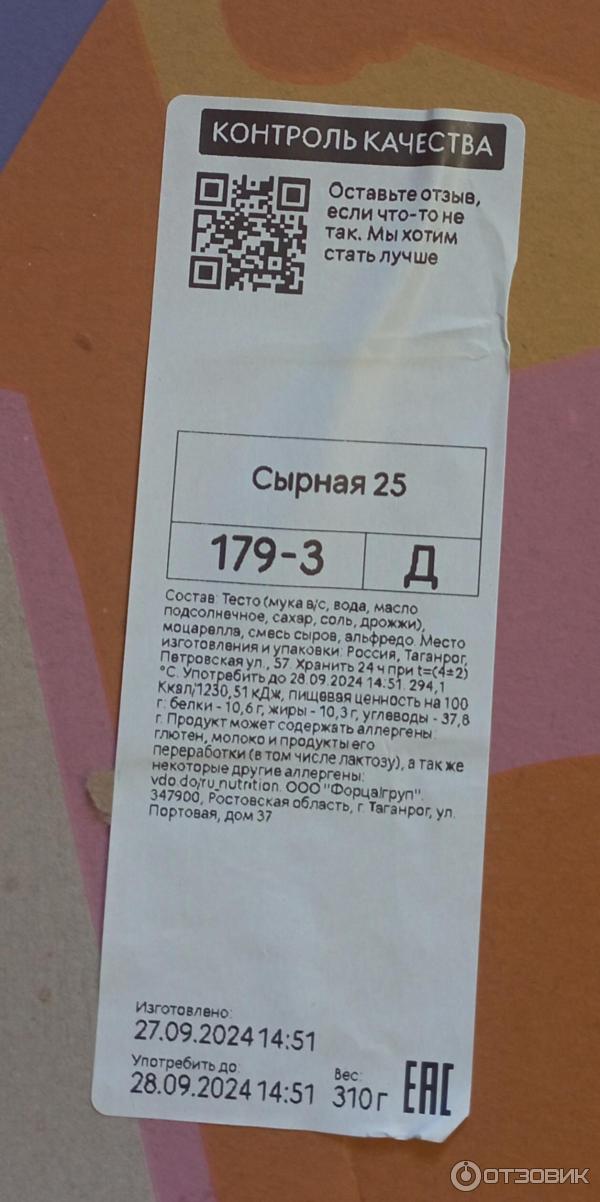 КОНТРОЛЬ КАЧЕСТВА
Оставьте отзыв,
если что-то не
так. Мы хотим
стать лучше
Сырная 25
179-3
Д
Состав: Тесто (мука в/с, вода, масло
подсолнечное, сахар, соль, дрожжи),
моцарелла, смесь сыров, альфредо. Место
изготовления и упаковки: Россия, Таганрог,
Петровская ул., 57. Хранить 24 ч при t=(4±2)
°C. Употребить до 28.09.2024 14:51. 294,1
Ккал/1230,51 кДж, пищевая ценность на 100
г: белки - 10,6 г, жиры - 10,3 г, углеводы - 37,8
г. Продукт может содержать аллергены:
глютен, молоко и продукты его
переработки (в том числе лактозу), а так же
некоторые другие аллергены:
vdo.do/ru_nutrition. ООО "Форца!груп".
347900, Ростовская область, г. Таганрог, ул.
Портовая, дом 37
Изготовлено:
27.09.2024 14:51
Употребить до:
28.09.2024 14:51
Вес:
310 г
EAC
ОТЗОВИК